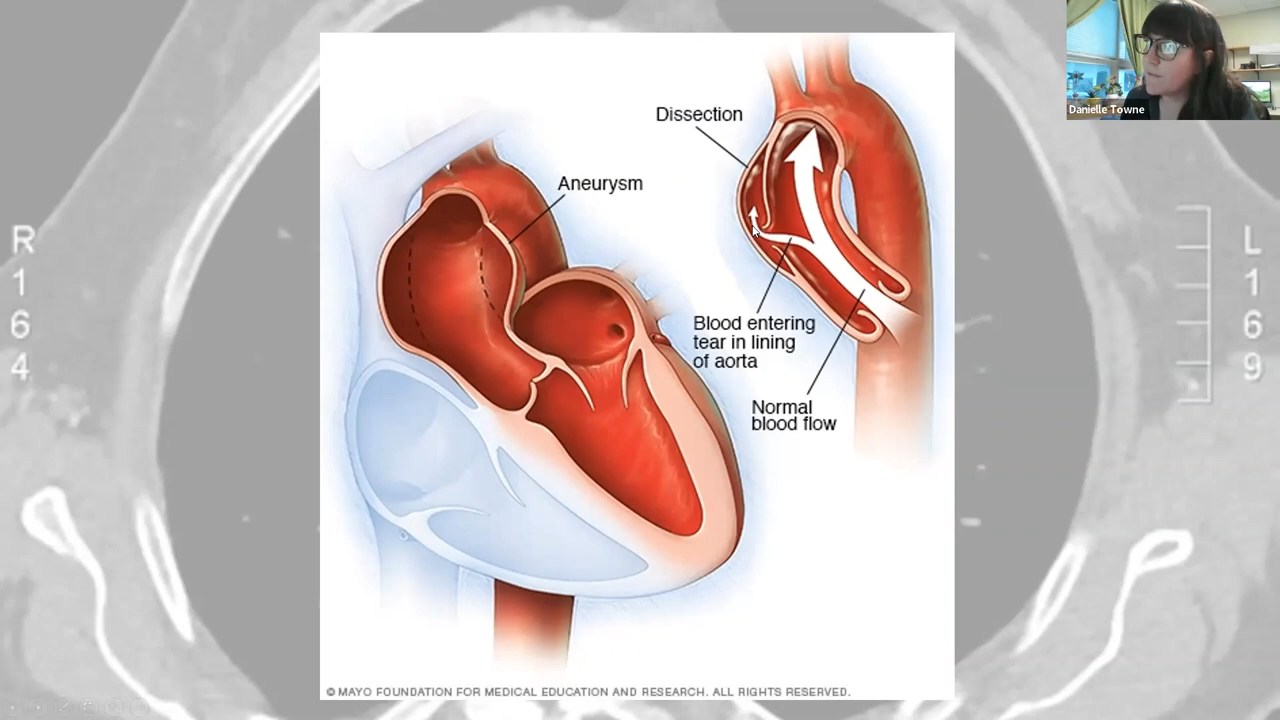 Danielle Towne
Dissection
Aneurysm
Blood entering
tear in lining
of aorta
Normal
blood flow
R
1
6
4
L
1
6
9
© MAYO FOUNDATION FOR MEDICAL EDUCATION AND RESEARCH. ALL RIGHTS RESERVED.